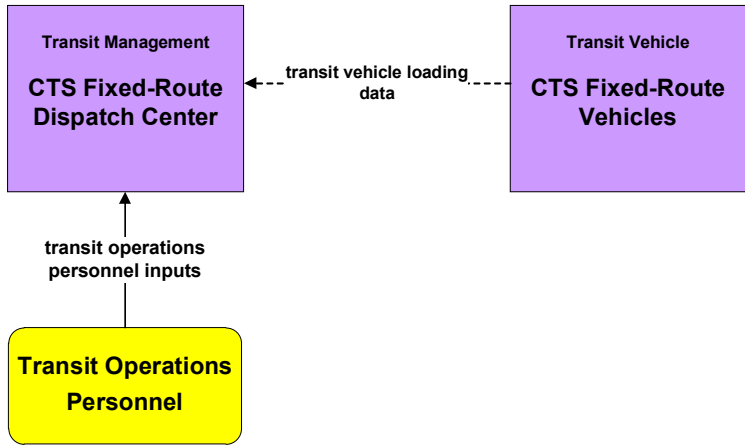 Transit Management
CTS Fixed-Route
Dispatch Center
transit vehicle loading
data
Transit Vehicle
CTS Fixed-Route
Vehicles
transit operations
personnel inputs
Transit Operations
Personnel